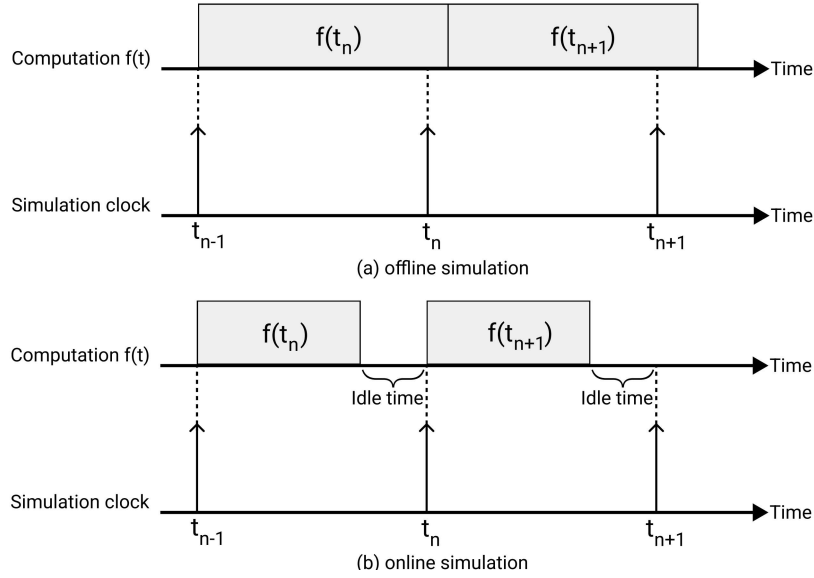 f(tn) f(tn+1)
Computation f(t) Time
Simulation clock Time
tn-1 tn tn+1
(a) offline simulation
f(tn) f(tn+1)
Computation f(t) Time
Idle time Idle time
Simulation clock Time
tn-1 tn tn+1
(b) online simulation